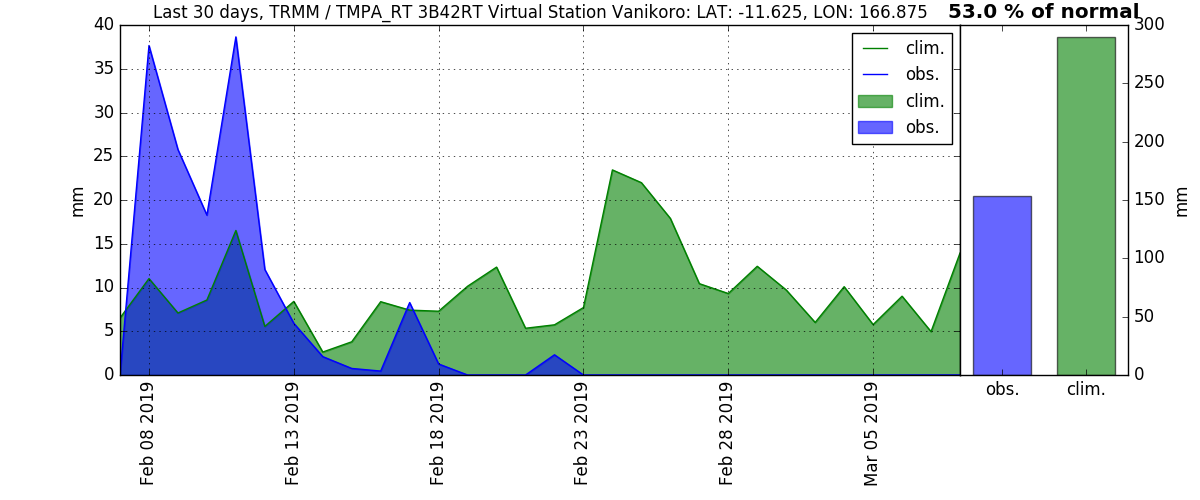 Last 30 days, TRMM / TMPA_RT 3B42RT Virtual Station Vanikoro: LAT: -11.625, LON: 166.875
53.0 % of normal
40
35
30
25
20
15
10
5
0
mm
clim.
obs.
clim.
obs.
Feb 08 2019
Feb 13 2019
Feb 18 2019
Feb 23 2019
Feb 28 2019
Mar 05 2019
300
250
200
150
100
50
0
mm
obs.
clim.